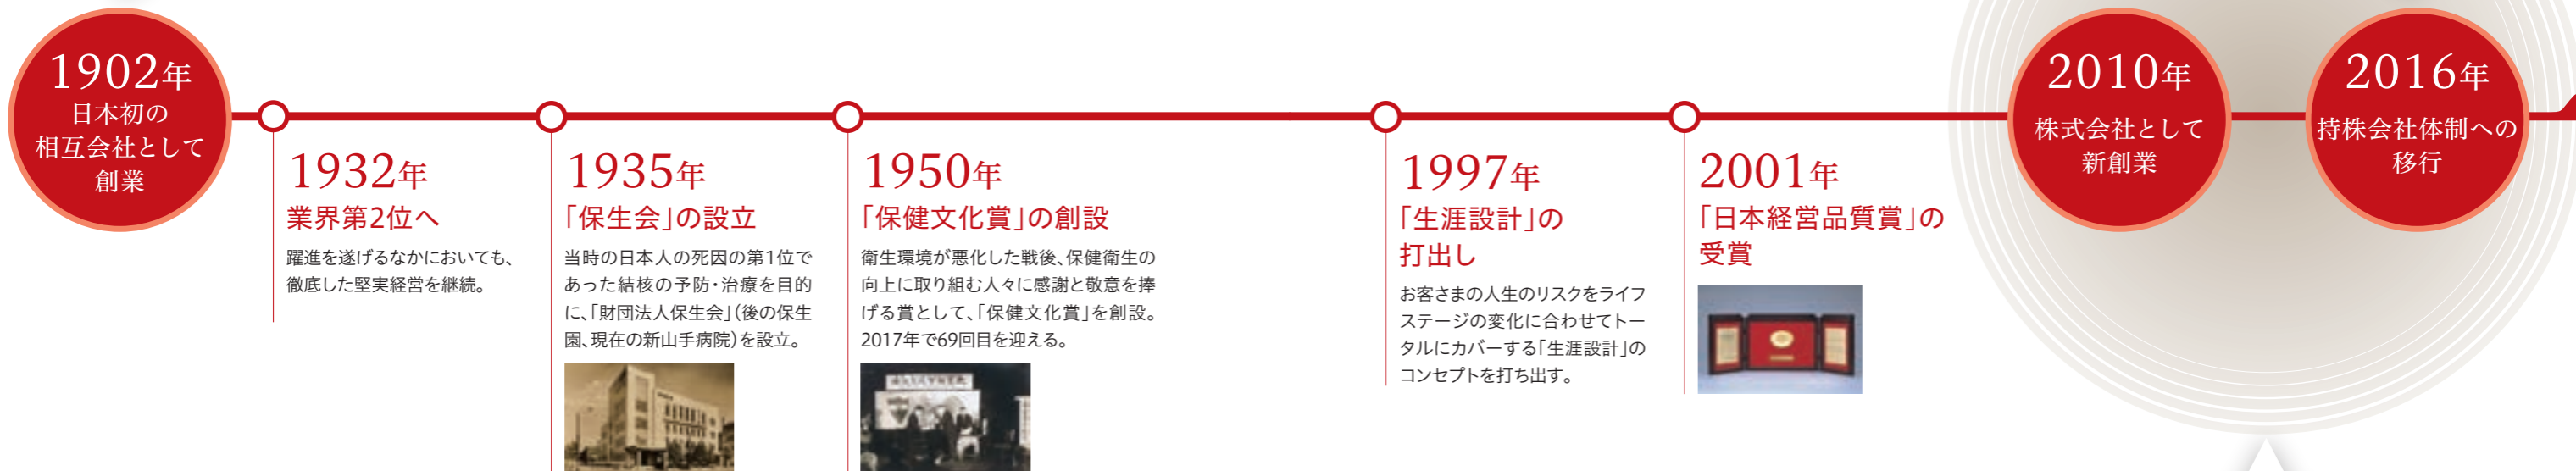 1902年
日本初の
相互会社として
創業
1932年
業界第2位へ
躍進を遂げるなかにおいても、
徹底した堅実経営を継続。
1935年
「保生会」の設立
当時の日本人の死因の第1位で
あった結核の予防・治療を目的
に、「財団法人保生会」（後の保生
園、現在の新山手病院）を設立。
1950年
「保健文化賞」の創設
衛生環境が悪化した戦後、保健衛生の
向上に取り組む人々に感謝と敬意を捧
げる賞として、「保健文化賞」を創設。
2017年で69回目を迎える。
1997年
「生涯設計」の
打出し
お客さまの人生のリスクをライフ
ステージの変化に合わせてトー
タルにカバーする「生涯設計」の
コンセプトを打ち出す。
2001年
「日本経営品質賞」の
受賞
2010年
株式会社として
新創業
2016年
持株会社体制への
移行